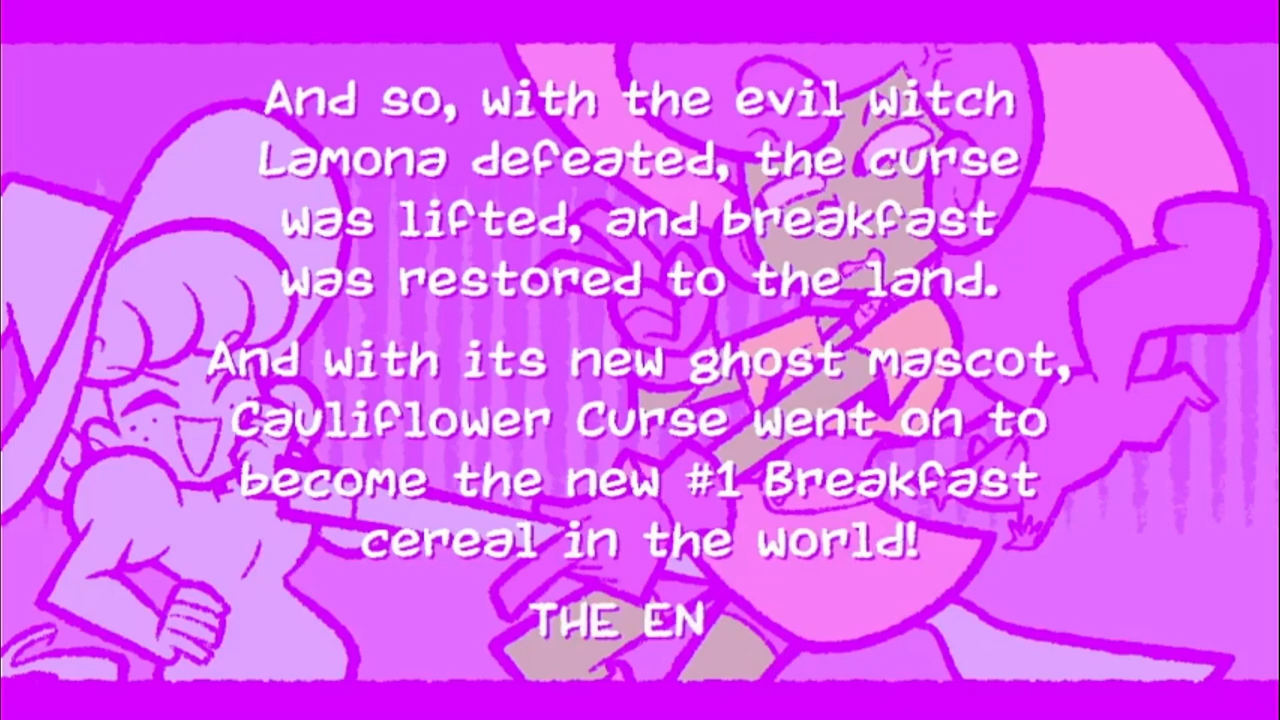 And so, with the evil witch
Lamona defeated, the curse
was lifted, and breakfast
was restored to the land.
And with its new ghost mascot,
Cauliflower Curse went on to
become the new #1 Breakfast
cereal in the world!
THE EN